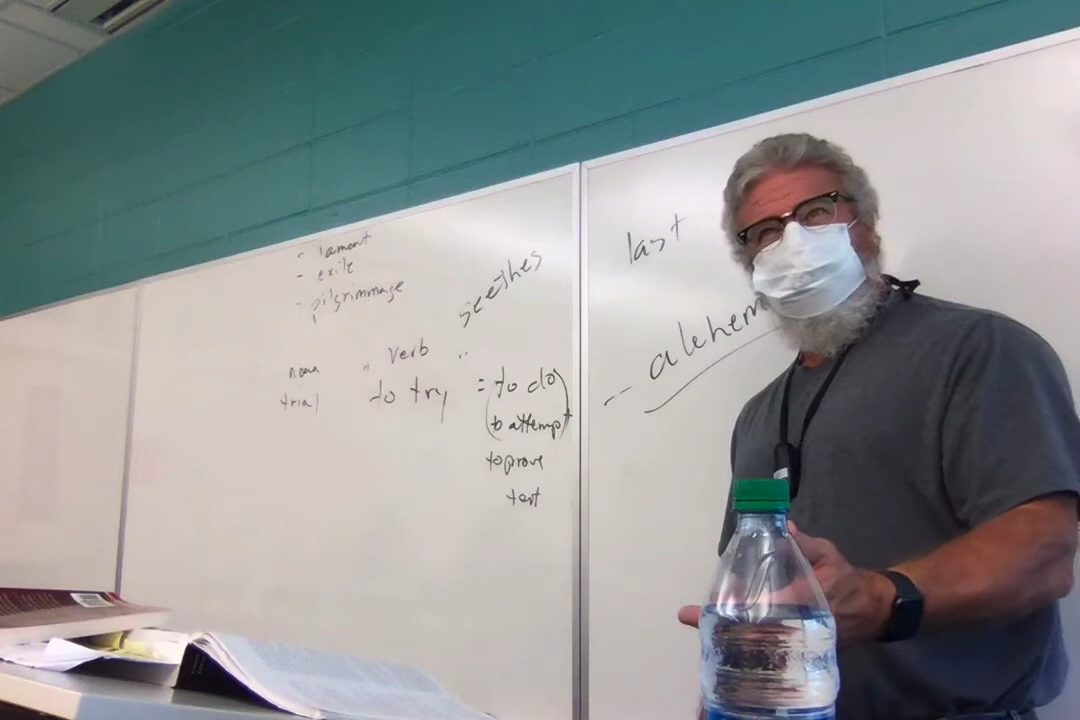 - lament
- exile
- pilgrimmage
seethes
noun " verb "
trial to try = to do
(to attempt)
to prove
test
last
-- alchem